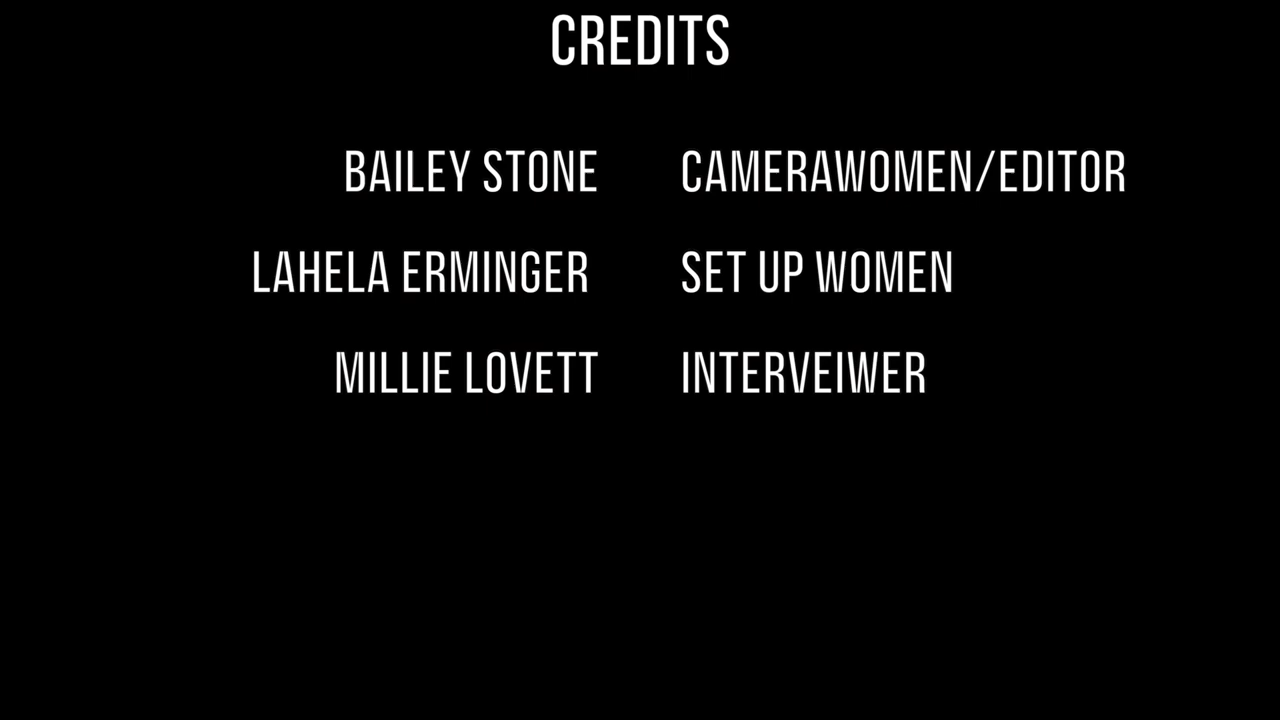 CREDITS
BAILEY STONE CAMERAWOMEN/EDITOR
LAHELA ERMINGER SET UP WOMEN
MILLIE LOVETT INTERVEIWER